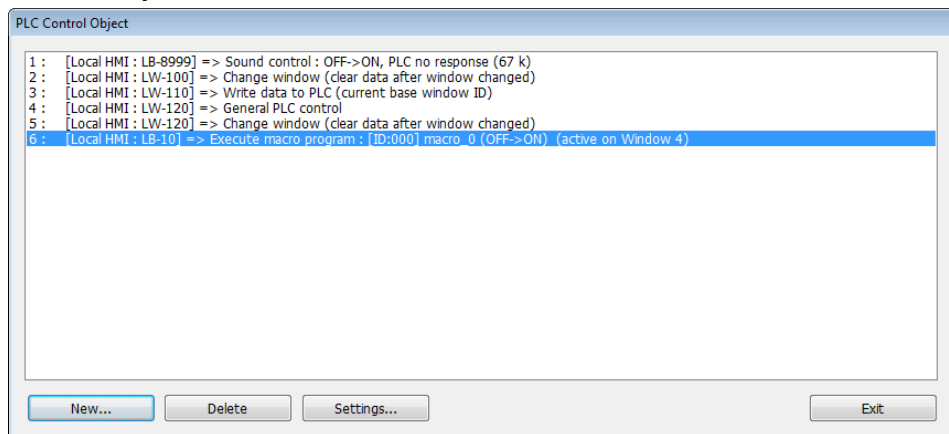 PLC Control Object
1 : [Local HMI : LB-8999] => Sound control : OFF->ON, PLC no response (67 k)
2 : [Local HMI : LW-100] => Change window (clear data after window changed)
3 : [Local HMI : LW-110] => Write data to PLC (current base window ID)
4 : [Local HMI : LW-120] => General PLC control
5 : [Local HMI : LW-120] => Change window (clear data after window changed)
6 : [Local HMI : LB-10] => Execute macro program : [ID:000] macro_0 (OFF->ON) (active on Window 4)
New... Delete Settings... Exit